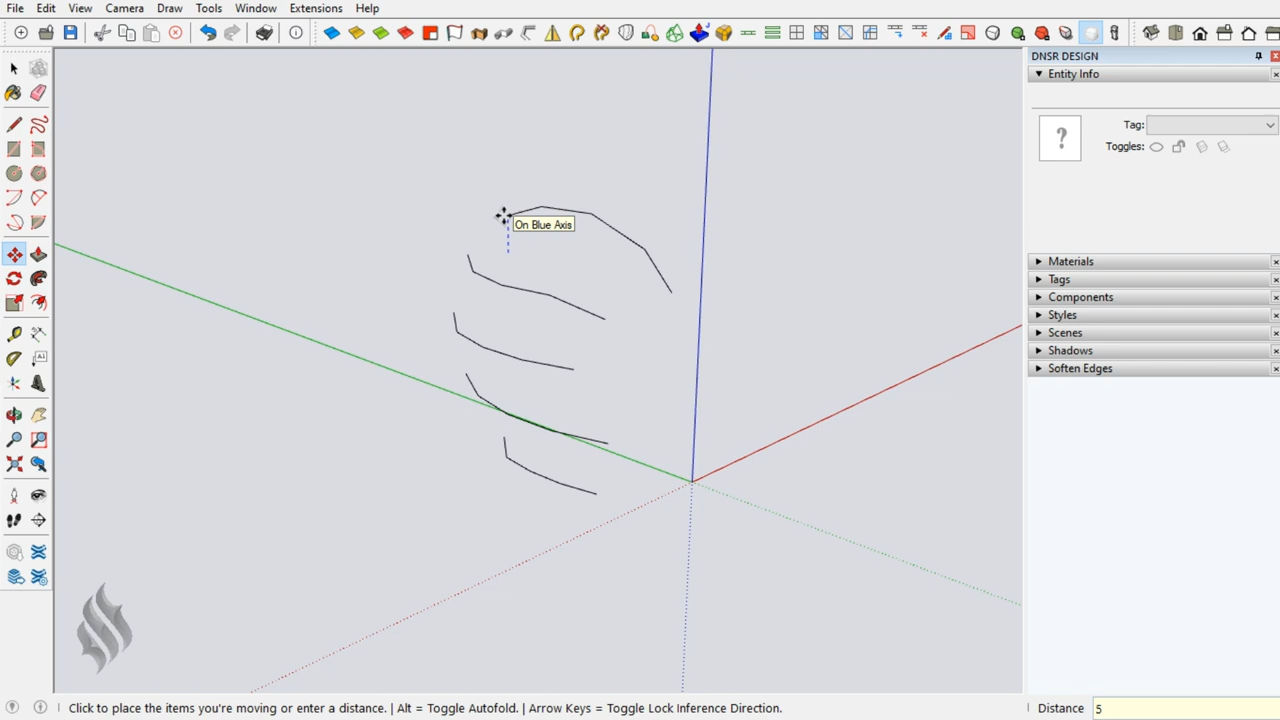 File Edit View Camera Draw Tools Window Extensions Help
DNSR DESIGN
Entity Info
?
Tag:
Toggles:
Materials
Tags
Components
Styles
Scenes
Shadows
Soften Edges
On Blue Axis
A1
Click to place the items you're moving or enter a distance. | Alt = Toggle Autofold. | Arrow Keys = Toggle Lock Inference Direction.
Distance 5